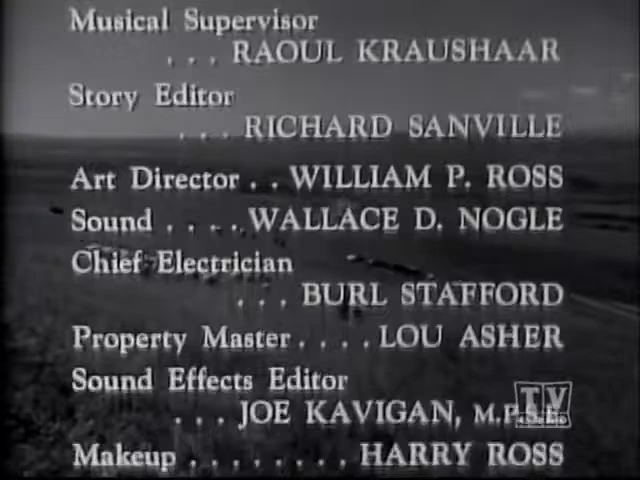 Musical Supervisor
. . . RAOUL KRAUSHAAR
Story Editor
. . . RICHARD SANVILLE
Art Director . . WILLIAM P. ROSS
Sound . . . . WALLACE D. NOGLE
Chief Electrician
. . . BURL STAFFORD
Property Master . . . . LOU ASHER
Sound Effects Editor
. . . JOE KAVIGAN,
TV
Makeup . . . . . . . . HARRY ROSS